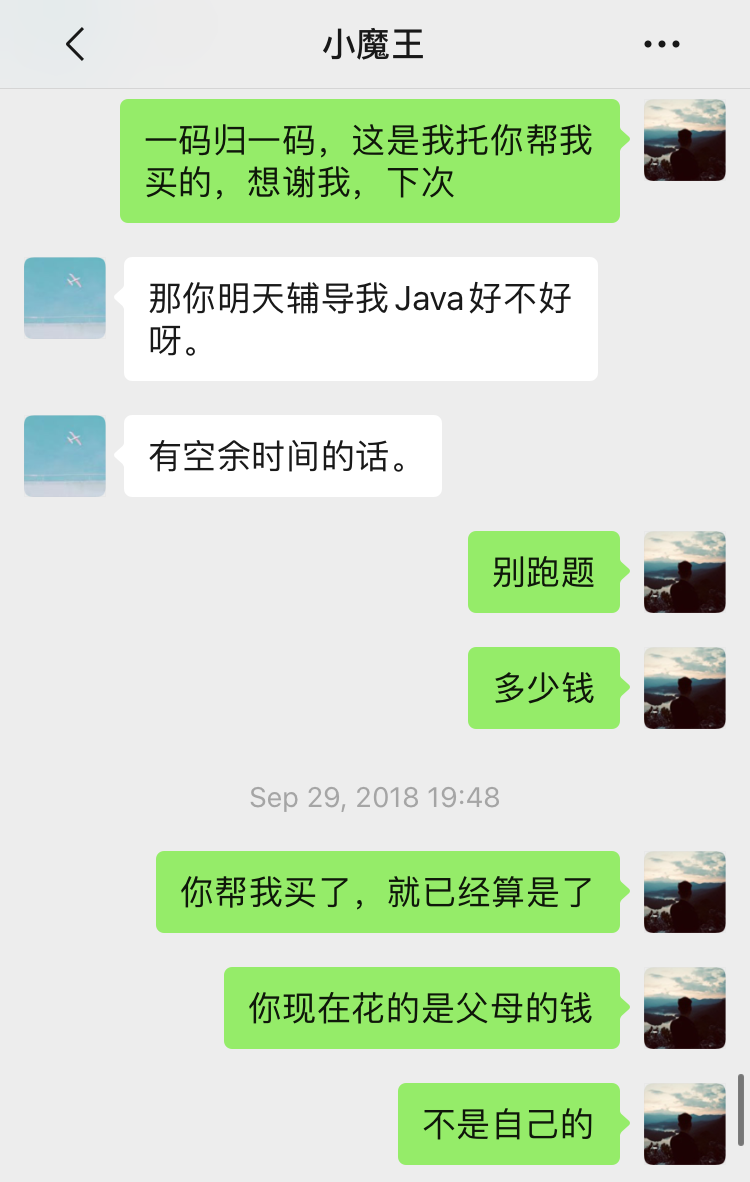 小魔王
一码归一码，这是我托你帮我
买的，想谢我，下次
那你明天辅导我Java好不好
呀。
有空余时间的话。
别跑题
多少钱
Sep 29, 2018 19:48
你帮我买了，就已经算是了
你现在花的是父母的钱
不是自己的